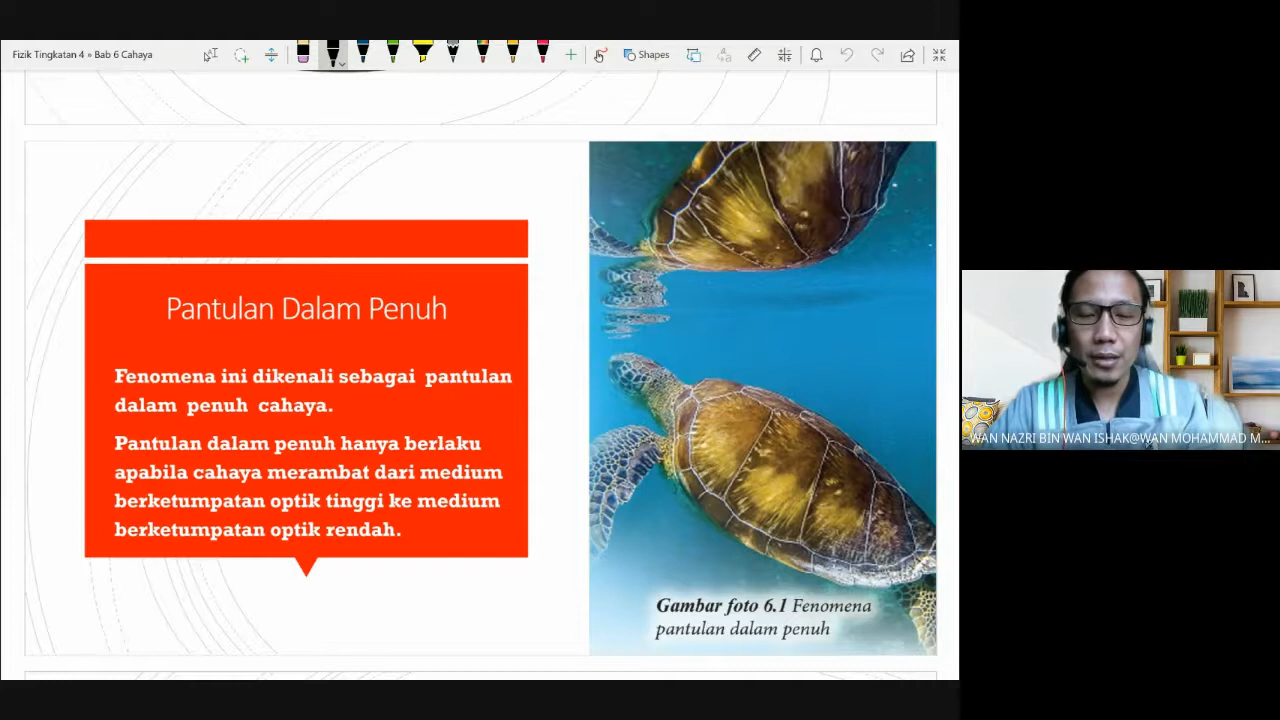 Fizik Tingkatan 4 » Bab 6 Cahaya
Shapes
Pantulan Dalam Penuh
Fenomena ini dikenali sebagai pantulan
dalam penuh cahaya.
Pantulan dalam penuh hanya berlaku
apabila cahaya merambat dari medium
berketumpatan optik tinggi ke medium
berketumpatan optik rendah.
Gambar foto 6.1 Fenomena
pantulan dalam penuh
WAN NAZRI BIN WAN ISHAK@WAN MOHAMMAD M...